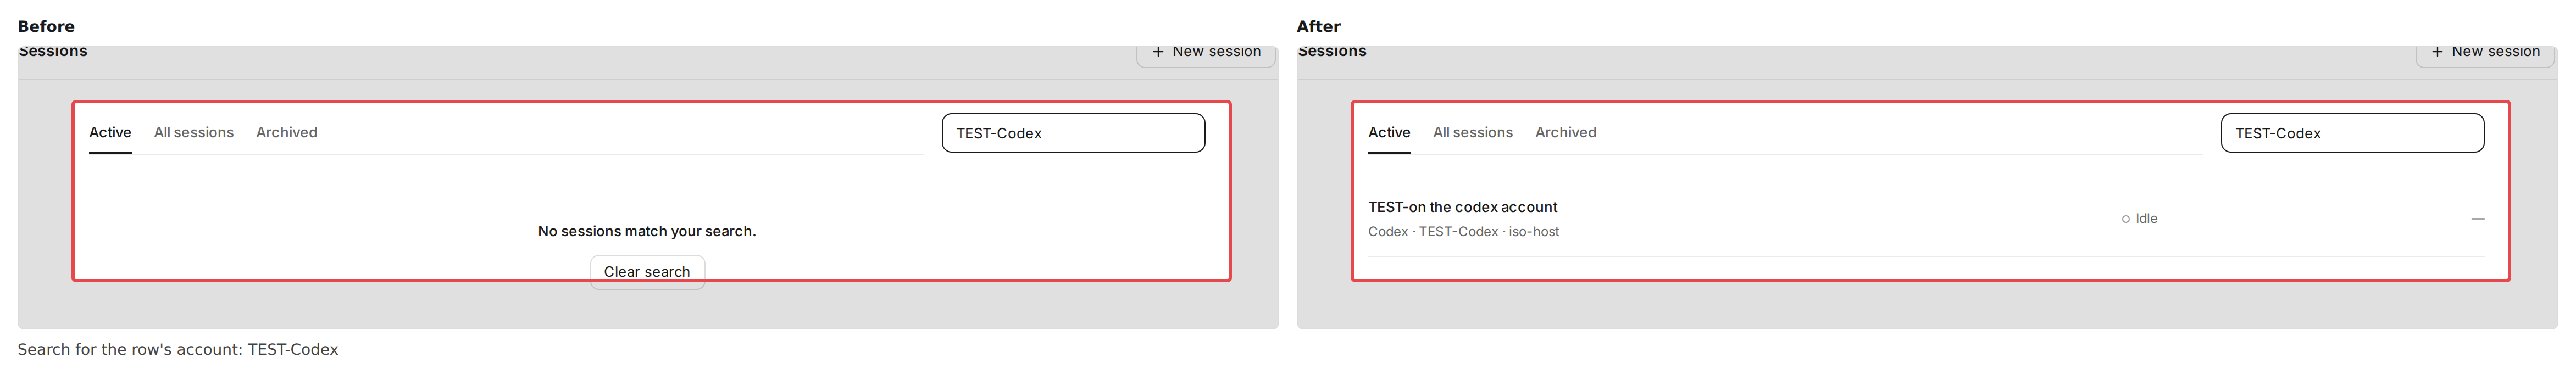 Before
Sessions
+ New session
Active All sessions Archived
TEST-Codex
No sessions match your search.
Clear search
After
Sessions
+ New session
Active All sessions Archived
TEST-Codex
TEST-on the codex account
Codex · TEST-Codex · iso-host
Idle
—
Search for the row's account: TEST-Codex